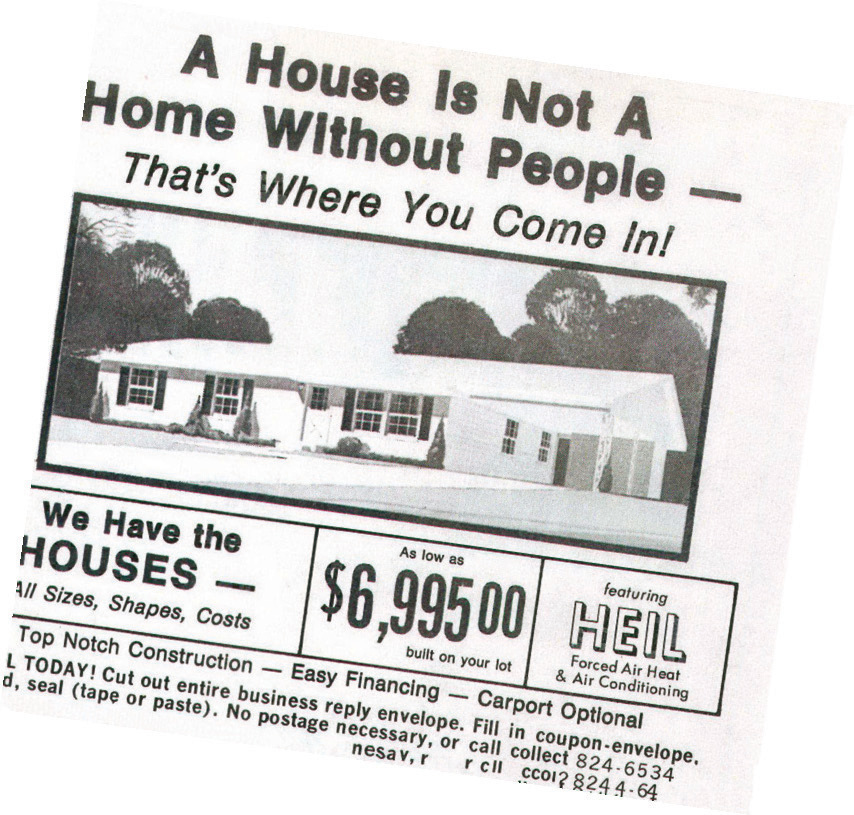 A House Is Not A
Home Without People —
That's Where You Come In!
We Have the
HOUSES —
All Sizes, Shapes, Costs
As low as
$6,995 00
built on your lot
featuring
HEIL
Forced Air Heat
& Air Conditioning
Top Notch Construction — Easy Financing — Carport Optional
L TODAY! Cut out entire business reply envelope. Fill in coupon-envelope,
d, seal (tape or paste). No postage necessary, or call collect 824-6534